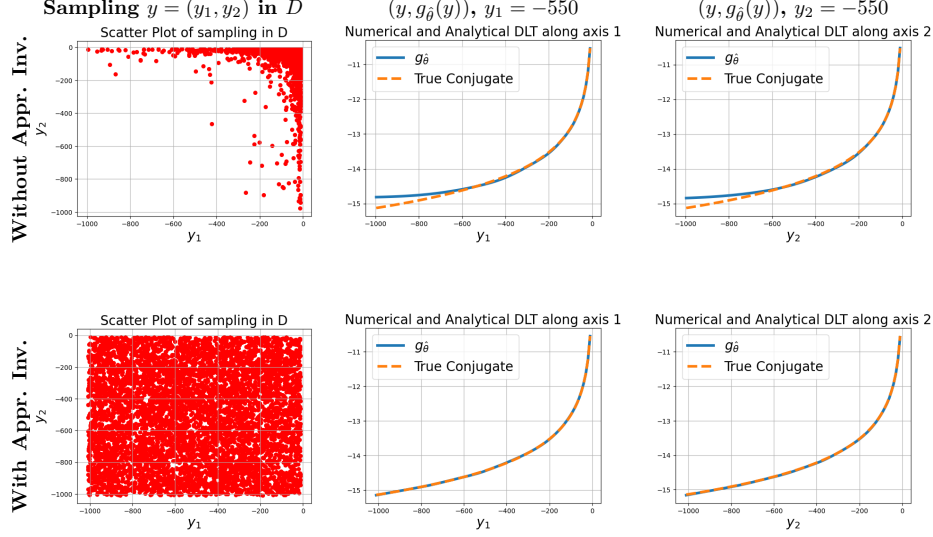 Sampling y = (y₁, y₂) in D
(y, g_θ̂(y)), y₁ = −550
(y, g_θ̂(y)), y₂ = −550
Without Appr. Inv.
Scatter Plot of sampling in D
0
−200
−400
−600
−800
−1000
y₂
−1000 −800 −600 −400 −200 0
y₁
Numerical and Analytical DLT along axis 1
g_θ̂
True Conjugate
−11
−12
−13
−14
−15
−1000 −800 −600 −400 −200 0
y₁
Numerical and Analytical DLT along axis 2
g_θ̂
True Conjugate
−11
−12
−13
−14
−15
−1000 −800 −600 −400 −200 0
y₂
With Appr. Inv.
Scatter Plot of sampling in D
0
−200
−400
−600
−800
−1000
y₂
−1000 −800 −600 −400 −200 0
y₁
Numerical and Analytical DLT along axis 1
g_θ̂
True Conjugate
−11
−12
−13
−14
−15
−1000 −800 −600 −400 −200 0
y₁
Numerical and Analytical DLT along axis 2
g_θ̂
True Conjugate
−11
−12
−13
−14
−15
−1000 −800 −600 −400 −200 0
y₂